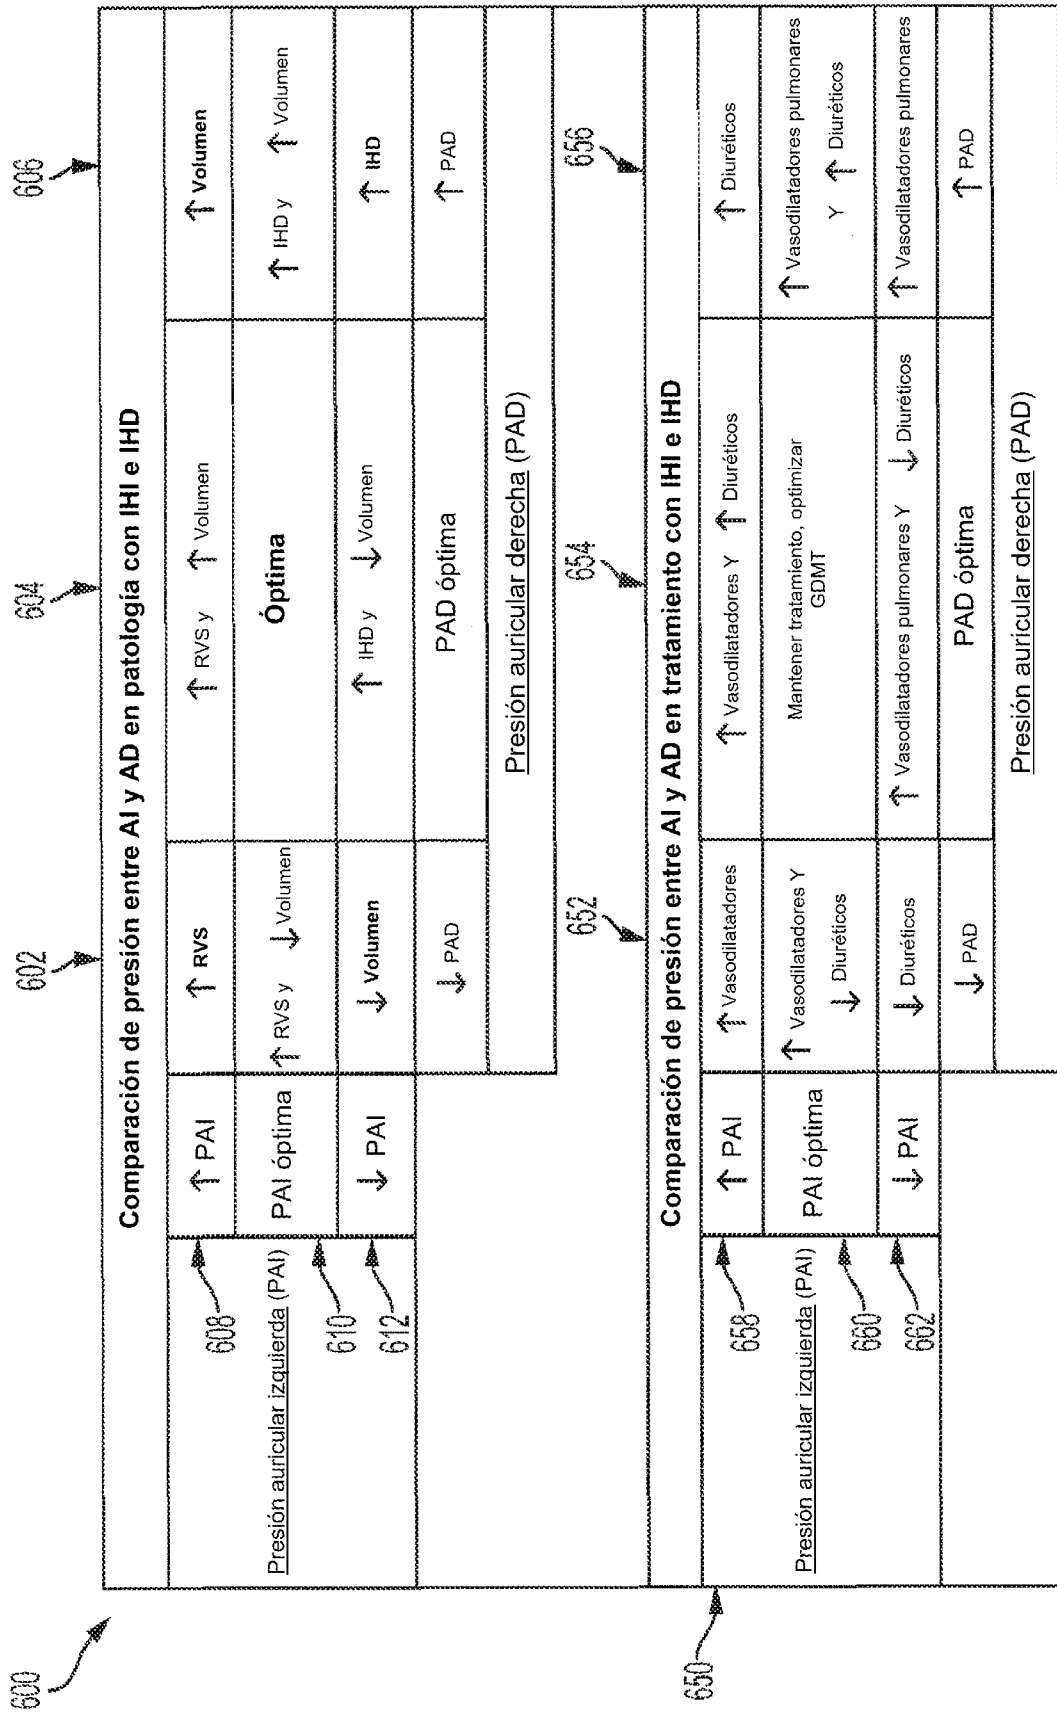 600
602
604
606
Comparación de presión entre AI y AD en patología con IHI e IHD
Presión auricular izquierda (PAI)
608
↑ PAI
↑ RVS
↑ RVS y ↑ Volumen
↑ Volumen
610
PAI óptima
↑ RVS y ↓ Volumen
Óptima
↑ IHD y ↑ Volumen
612
↓ PAI
↓ Volumen
↑ IHD y ↓ Volumen
↑ IHD
↓ PAD
PAD óptima
↑ PAD
Presión auricular derecha (PAD)
650
652
654
656
Comparación de presión entre AI y AD en tratamiento con IHI e IHD
Presión auricular izquierda (PAI)
658
↑ PAI
↑ Vasodilatadores
↑ Vasodilatadores Y ↑ Diuréticos
↑ Diuréticos
660
PAI óptima
↑ Vasodilatadores Y
↓ Diuréticos
Mantener tratamiento, optimizar
GDMT
↑ Vasodilatadores pulmonares
Y ↑ Diuréticos
662
↓ PAI
↓ Diuréticos
↑ Vasodilatadores pulmonares Y ↓ Diuréticos
↑ Vasodilatadores pulmonares
↓ PAD
PAD óptima
↑ PAD
Presión auricular derecha (PAD)